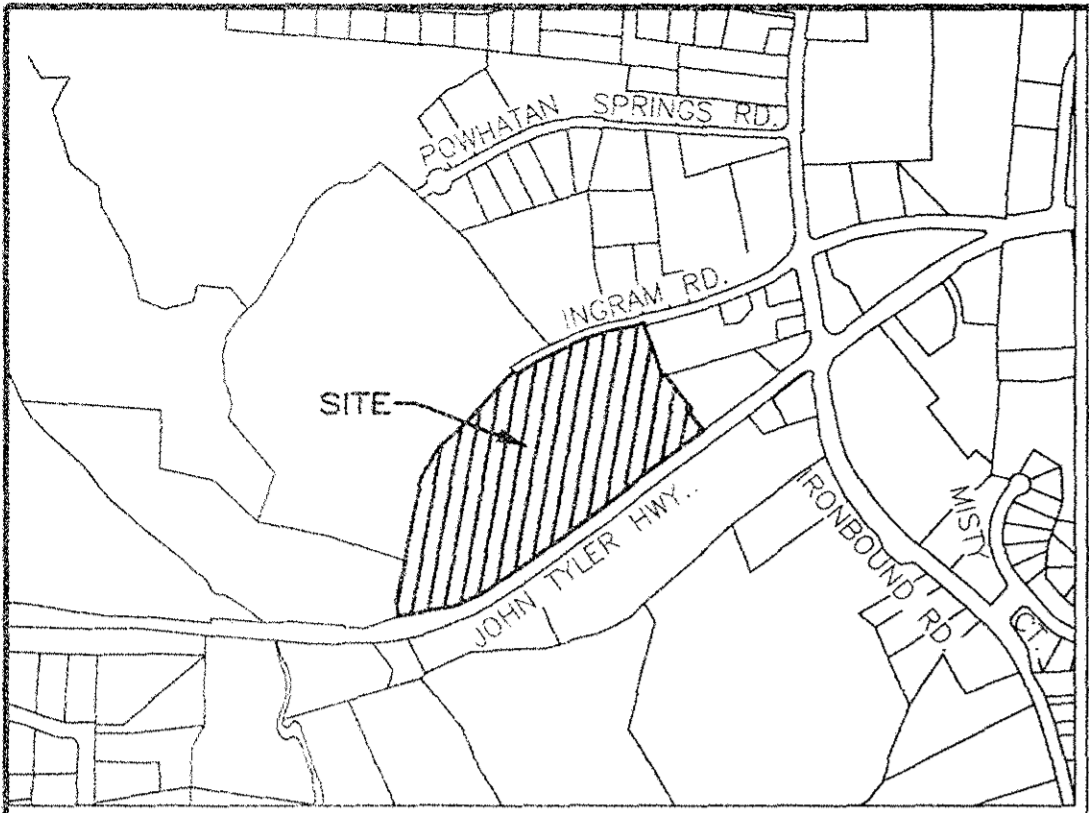 POWHATAN SPRINGS RD.
INGRAM RD.
SITE
JOHN TYLER HWY..
IRONBOUND RD.
MISTY CT.